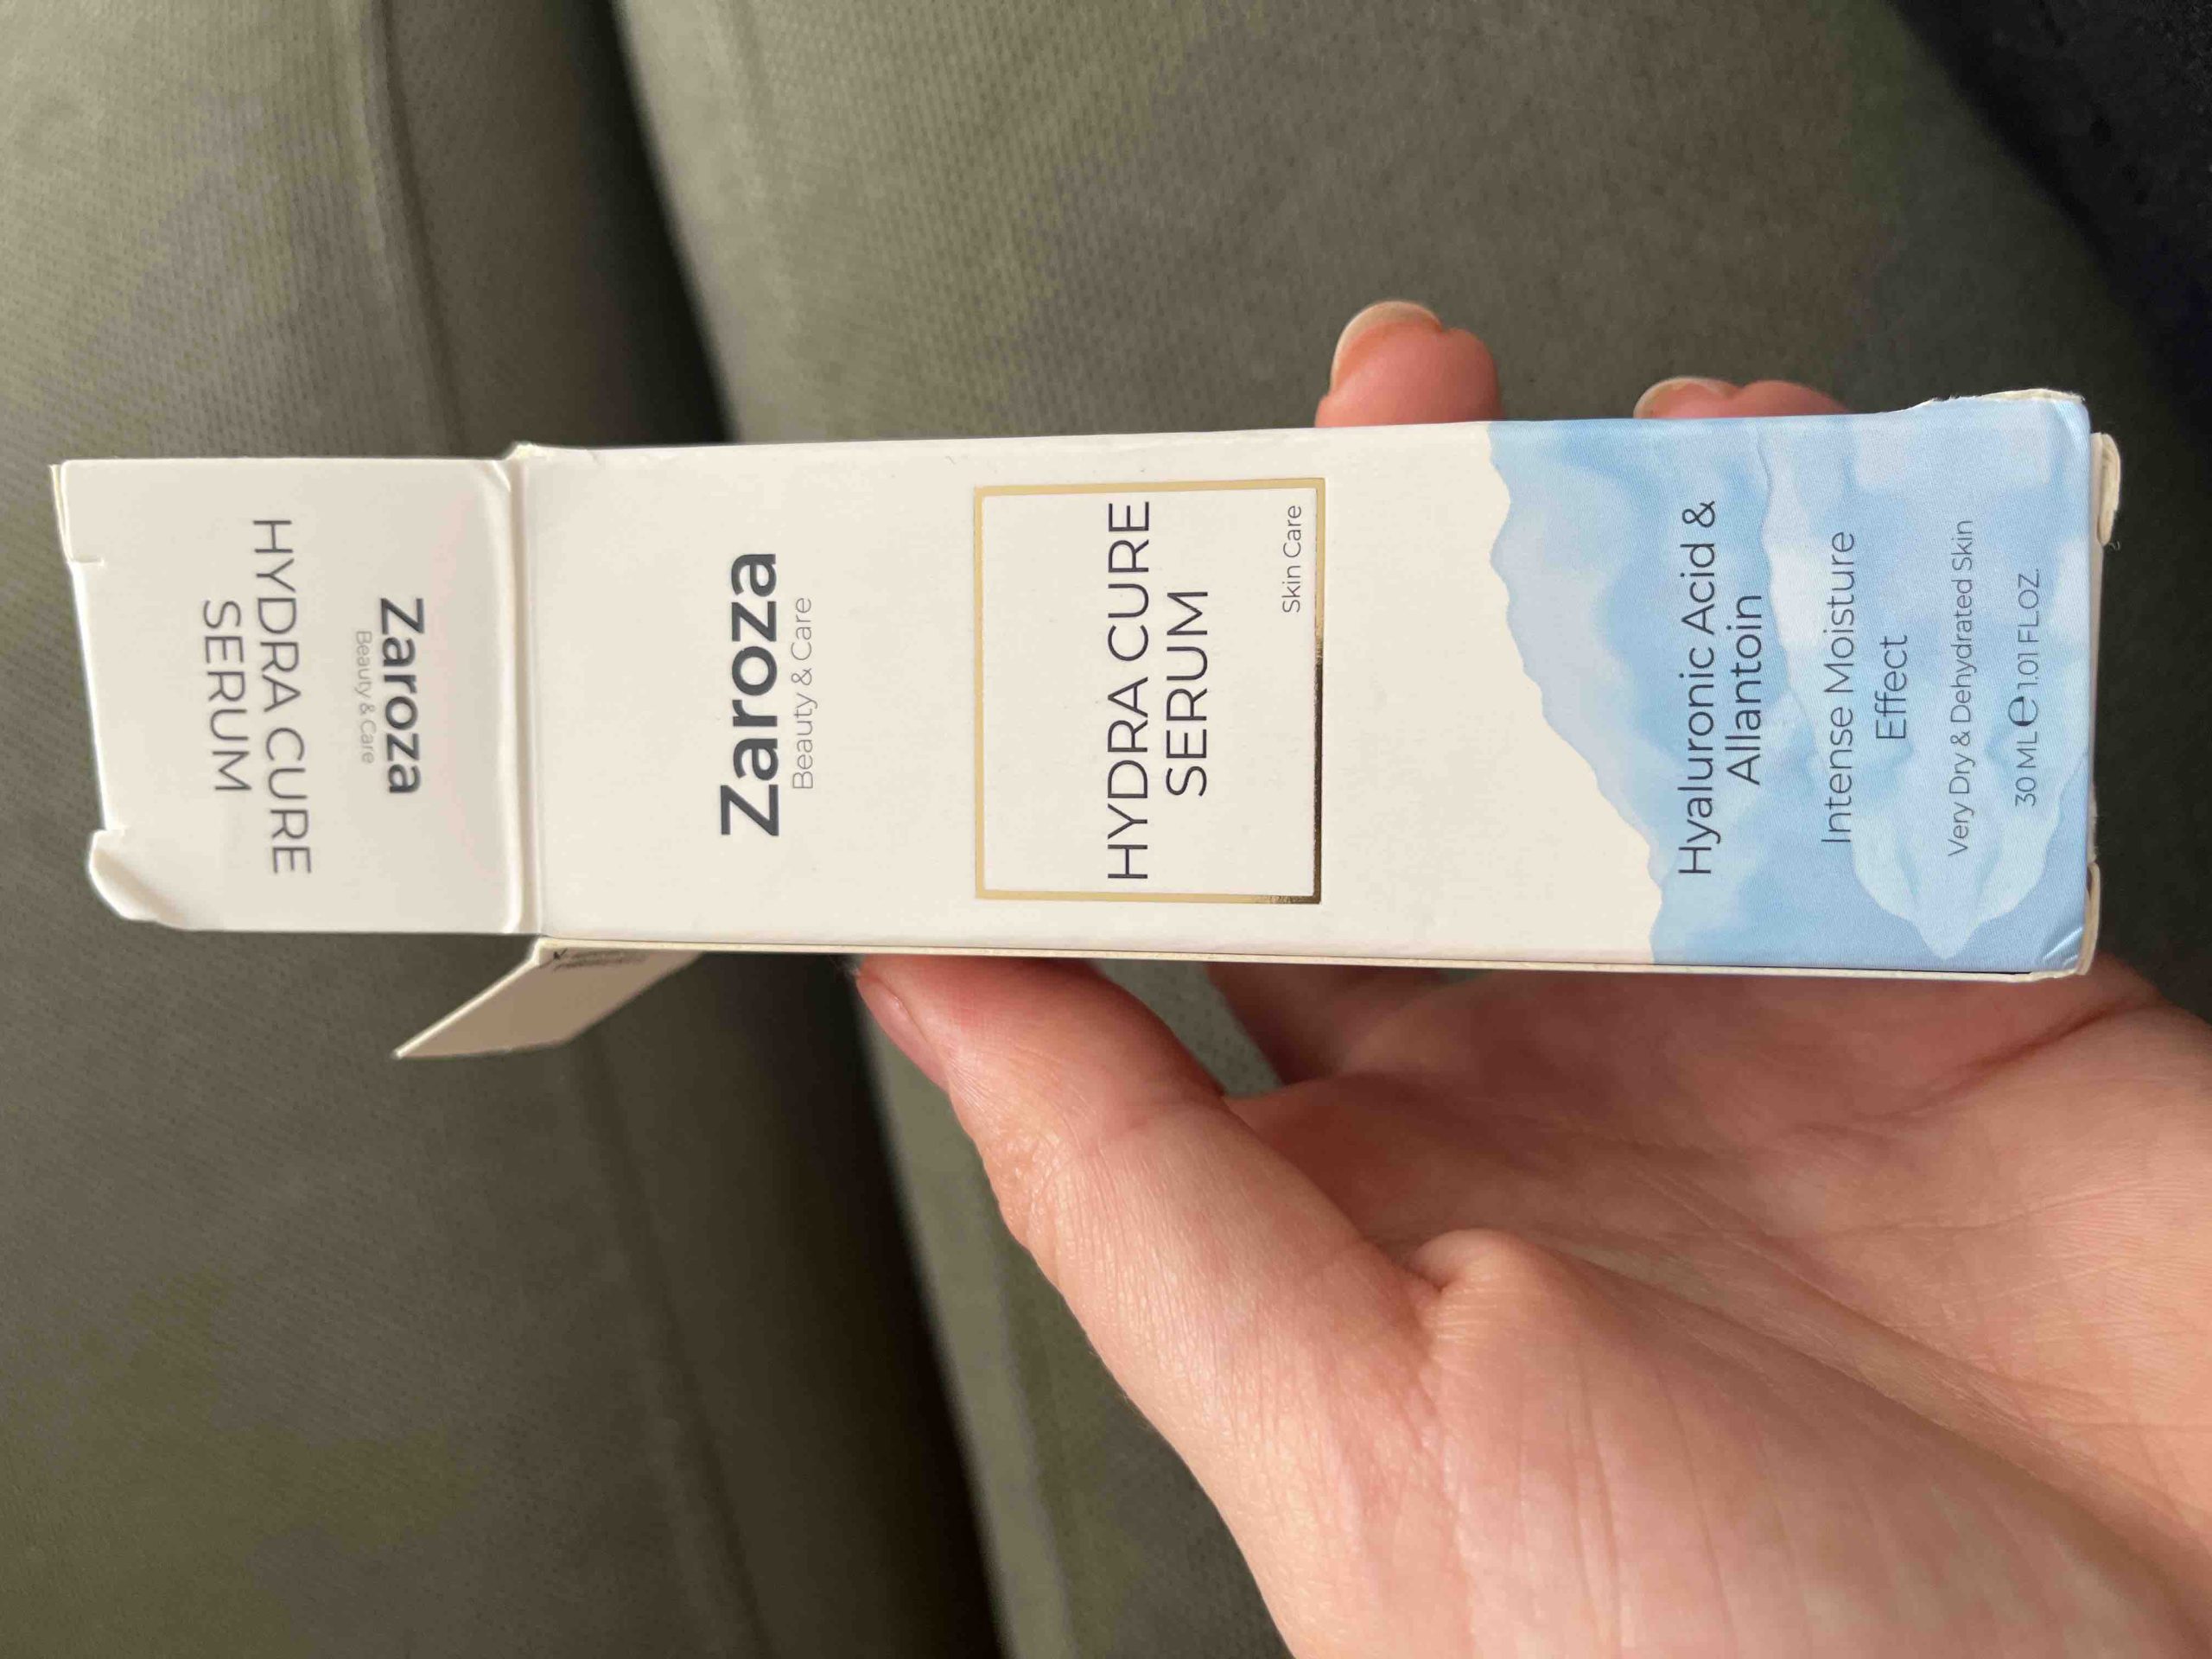 HYDRA CURE
SERUM
Zaroza
Beauty & Care
Zaroza
Beauty & Care
HYDRA CURE
SERUM
Skin Care
Hyaluronic Acid &
Allantoin
Intense Moisture
Effect
Very Dry & Dehydrated Skin
30 ML ℮ 1.01 FL.OZ.